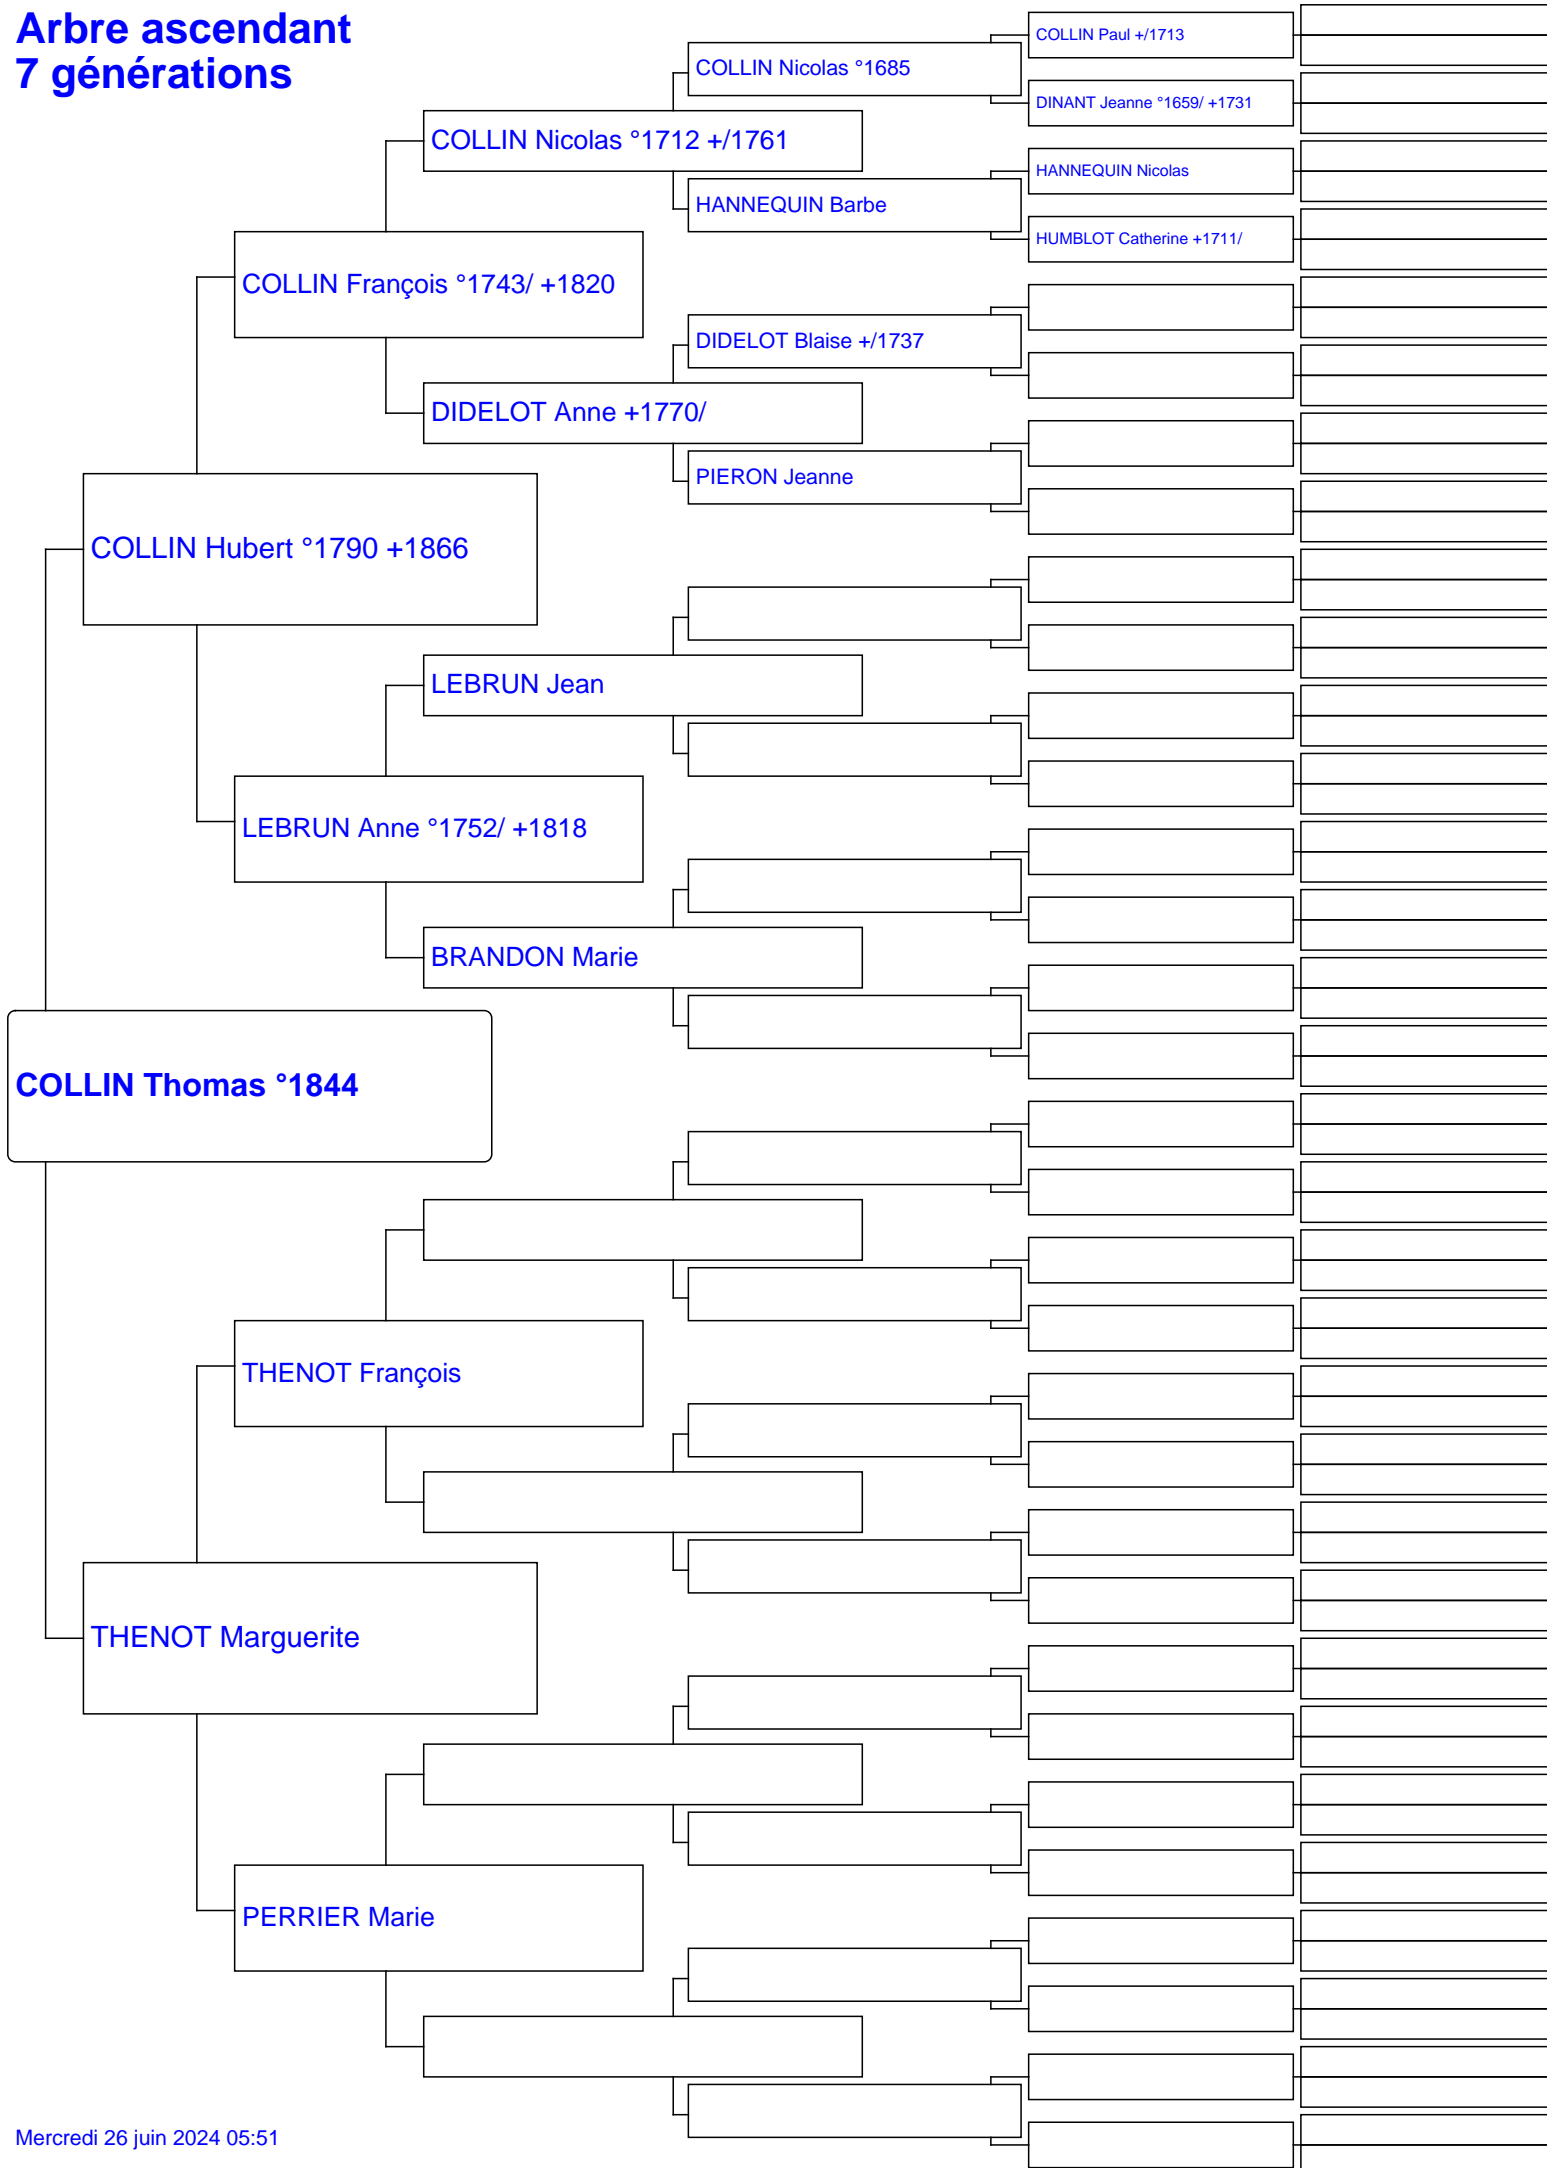 Arbre ascendant
7 générations
COLLIN Paul +/1713
COLLIN Nicolas °1685
DINANT Jeanne °1659/ +1731
COLLIN Nicolas °1712 +/1761
HANNEQUIN Nicolas
HANNEQUIN Barbe
HUMBLOT Catherine +1711/
COLLIN François °1743/ +1820
DIDELOT Blaise +/1737
DIDELOT Anne +1770/
PIERON Jeanne
COLLIN Hubert °1790 +1866
LEBRUN Jean
LEBRUN Anne °1752/ +1818
BRANDON Marie
COLLIN Thomas °1844
THENOT François
THENOT Marguerite
PERRIER Marie
Mercredi 26 juin 2024 05:51